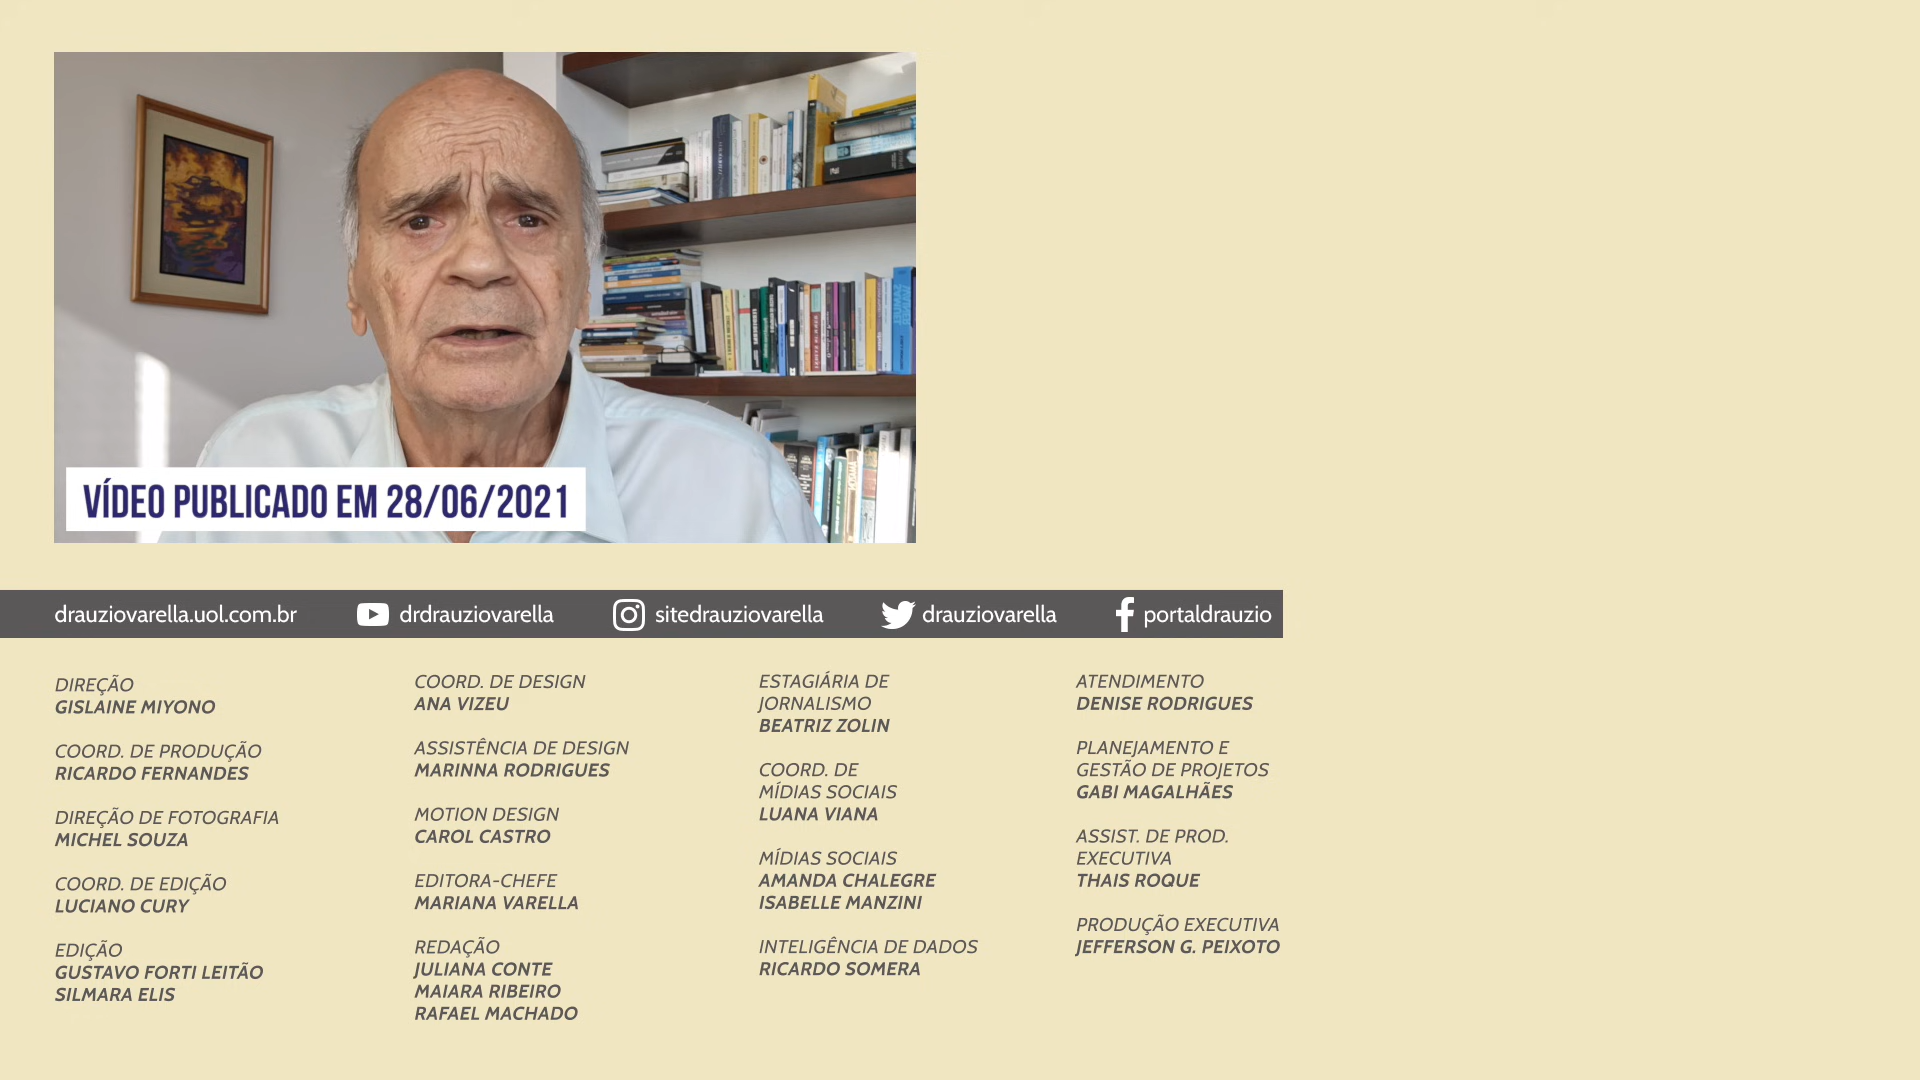 VÍDEO PUBLICADO EM 28/06/2021
drauziovarella.uol.com.br
drdrauziovarella
sitedrauziovarella
drauziovarella
portaldrauzio
DIREÇÃO
GISLAINE MIYONO
COORD. DE PRODUÇÃO
RICARDO FERNANDES
DIREÇÃO DE FOTOGRAFIA
MICHEL SOUZA
COORD. DE EDIÇÃO
LUCIANO CURY
EDIÇÃO
GUSTAVO FORTI LEITÃO
SILMARA ELIS
COORD. DE DESIGN
ANA VIZEU
ASSISTÊNCIA DE DESIGN
MARINNA RODRIGUES
MOTION DESIGN
CAROL CASTRO
EDITORA-CHEFE
MARIANA VARELLA
REDAÇÃO
JULIANA CONTE
MAIARA RIBEIRO
RAFAEL MACHADO
ESTAGIÁRIA DE
JORNALISMO
BEATRIZ ZOLIN
COORD. DE
MÍDIAS SOCIAIS
LUANA VIANA
MÍDIAS SOCIAIS
AMANDA CHALEGRE
ISABELLE MANZINI
INTELIGÊNCIA DE DADOS
RICARDO SOMERA
ATENDIMENTO
DENISE RODRIGUES
PLANEJAMENTO E
GESTÃO DE PROJETOS
GABI MAGALHÃES
ASSIST. DE PROD.
EXECUTIVA
THAIS ROQUE
PRODUÇÃO EXECUTIVA
JEFFERSON G. PEIXOTO